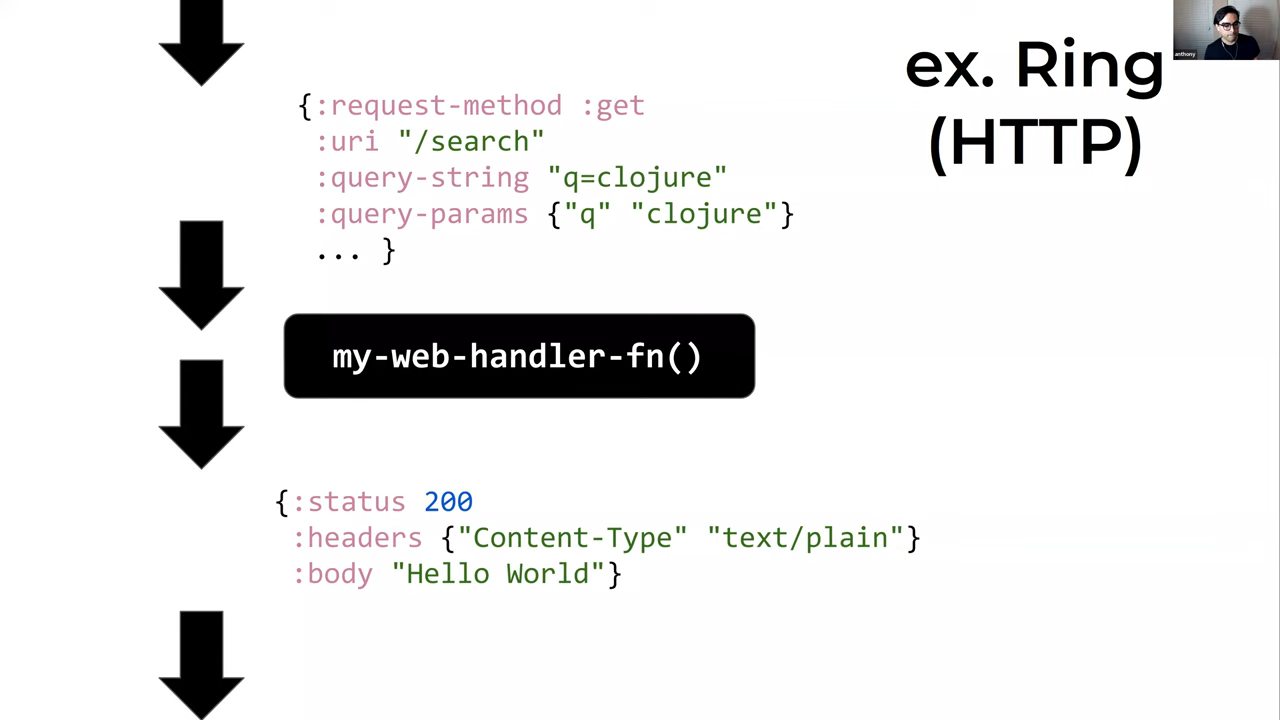 ex. Ring
(HTTP)
anthony
{:request-method :get
:uri "/search"
:query-string "q=clojure"
:query-params {"q" "clojure"}
... }
my-web-handler-fn()
{:status 200
:headers {"Content-Type" "text/plain"}
:body "Hello World"}